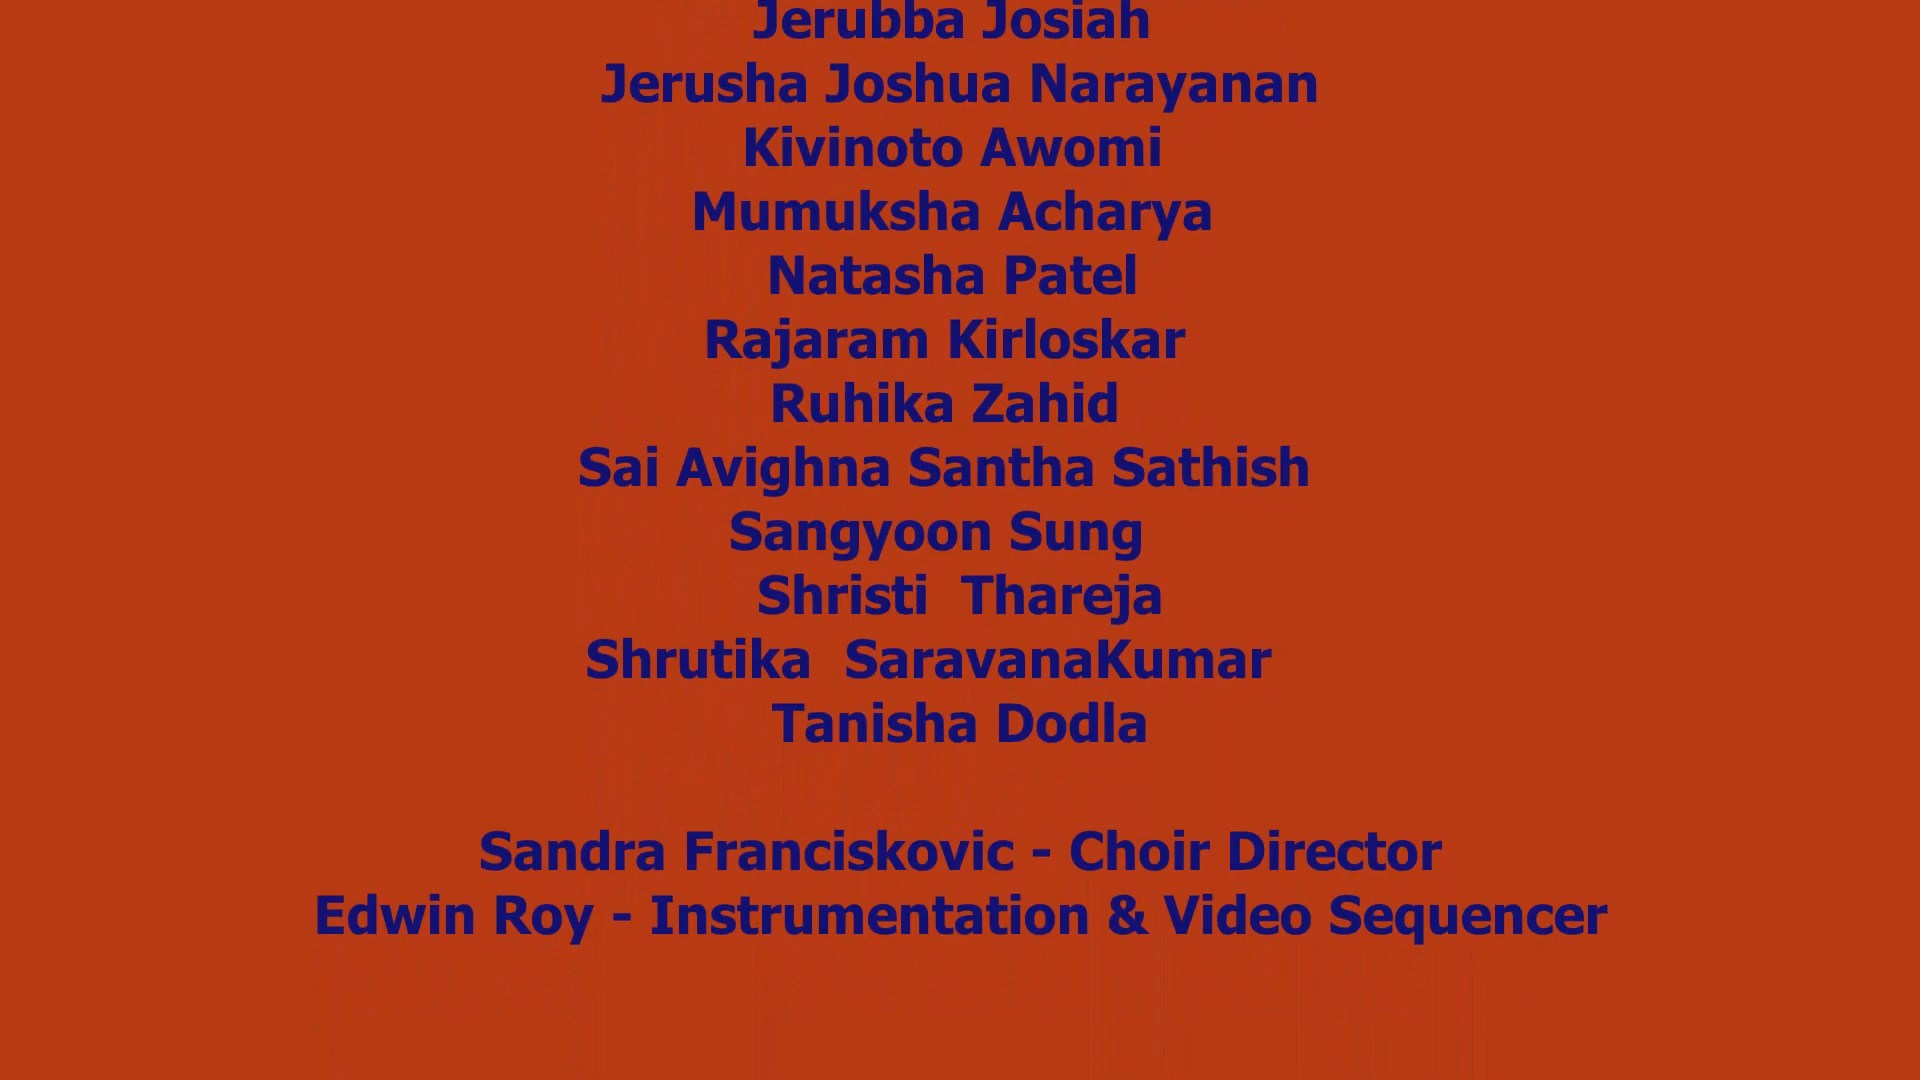 Jerubba Josiah
Jerusha Joshua Narayanan
Kivinoto Awomi
Mumuksha Acharya
Natasha Patel
Rajaram Kirloskar
Ruhika Zahid
Sai Avighna Santha Sathish
Sangyoon Sung
Shristi  Thareja
Shrutika  SaravanaKumar
Tanisha Dodla
Sandra Franciskovic - Choir Director
Edwin Roy - Instrumentation & Video Sequencer